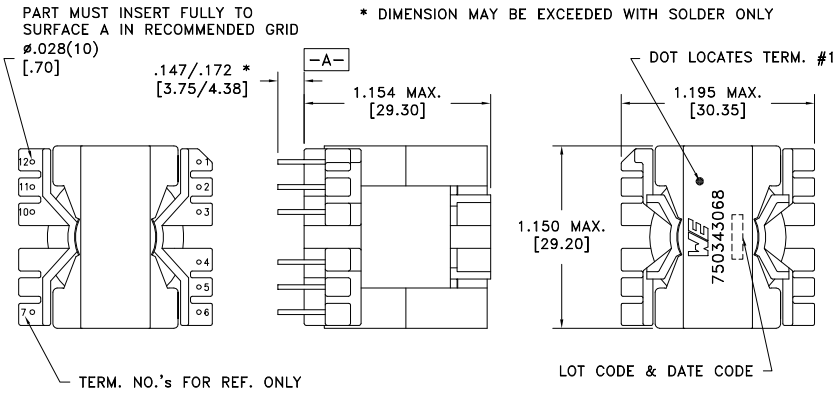 PART MUST INSERT FULLY TO
SURFACE A IN RECOMMENDED GRID
ø.028(10)
[.70]
* DIMENSION MAY BE EXCEEDED WITH SOLDER ONLY
.147/.172 *
[3.75/4.38]
-A-
1.154 MAX.
[29.30]
DOT LOCATES TERM. #1
1.195 MAX.
[30.35]
12
11
10
7
1
2
3
4
5
6
1.150 MAX.
[29.20]
WE
750343068
TERM. NO.'s FOR REF. ONLY
LOT CODE & DATE CODE